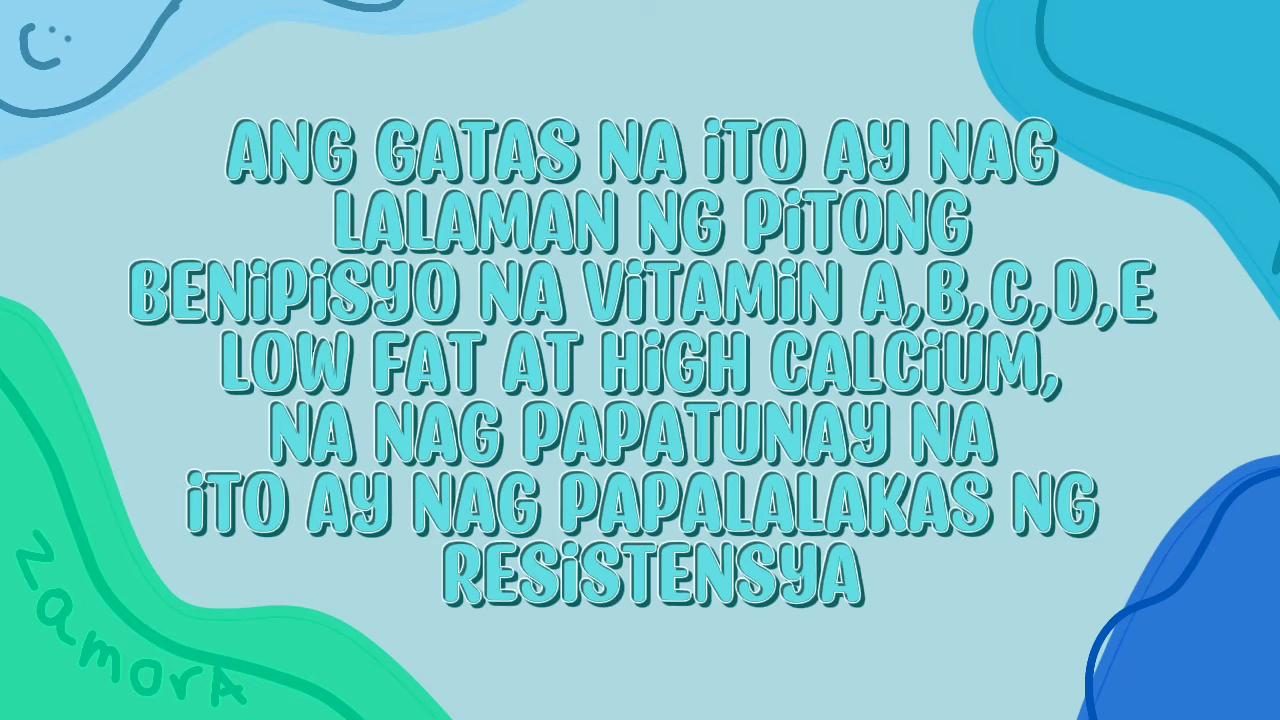 ANG GATAS NA iTO AY NAG
LALAMAN NG PiTONG
BENiPiSYO NA ViTAMiN A,B,C,D,E
LOW FAT AT HiGH CALCiUM,
NA NAG PAPATUNAY NA
iTO AY NAG PAPALALAKAS NG
RESiSTENSYA
zamorA